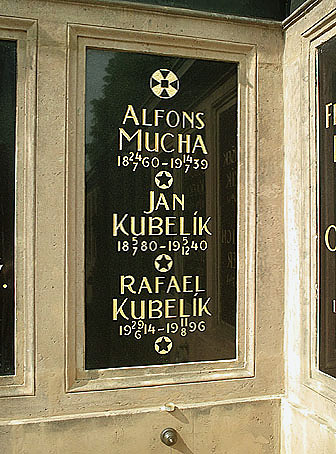 ALFONS
MUCHA
18 24/7 60 - 19 14/7 39
JAN
KUBELÍK
18 5/7 80 - 19 5/12 40
RAFAEL
KUBELÍK
19 29/6 14 - 19 11/8 96